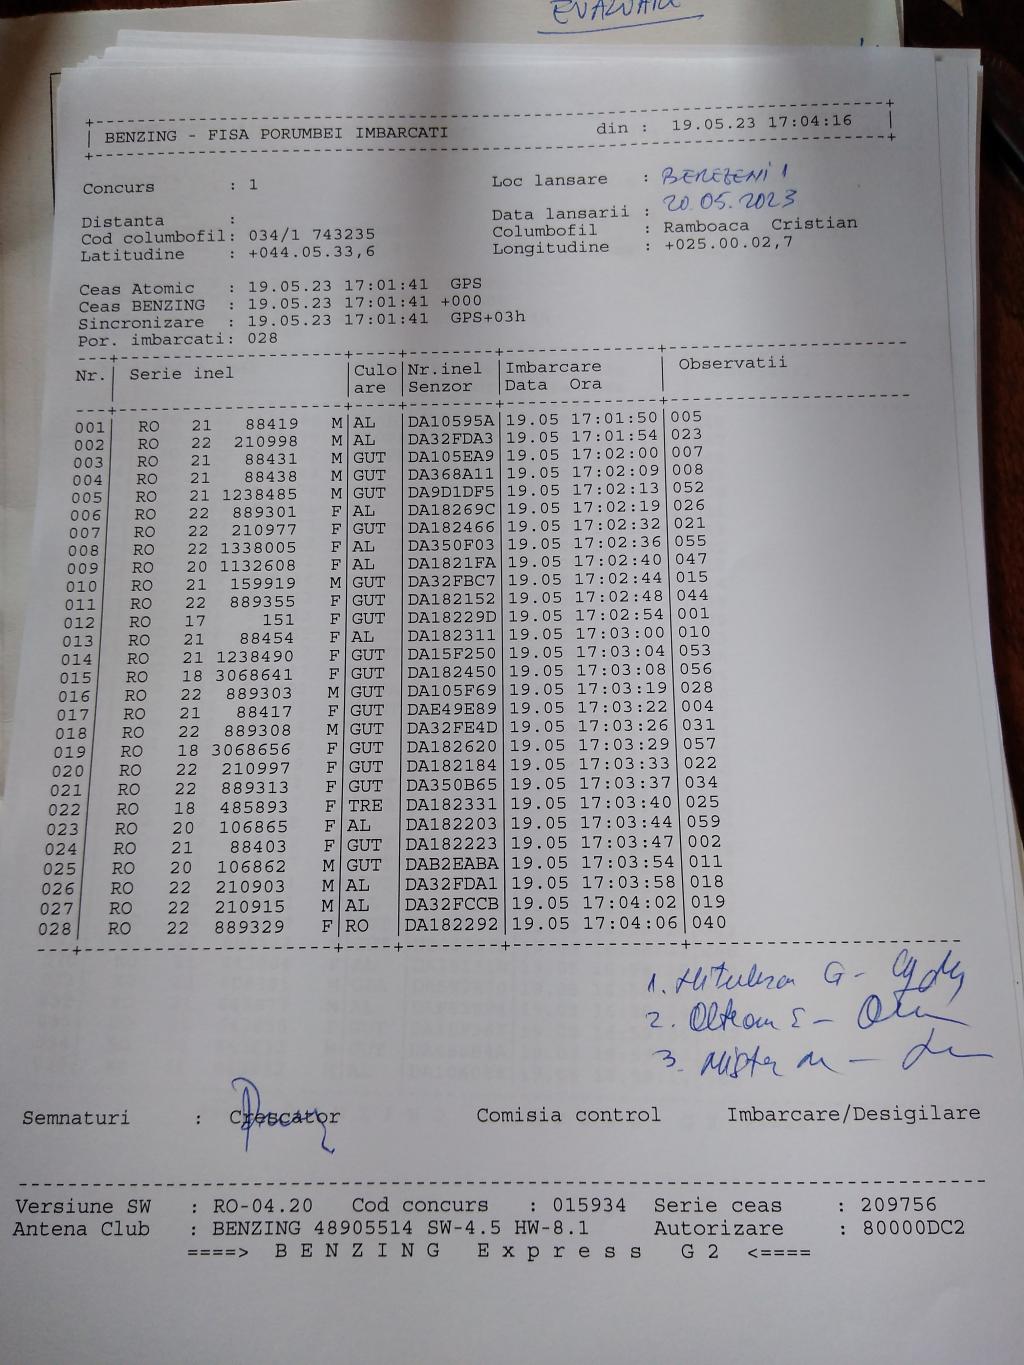 EVALUARE
BENZING - FISA PORUMBEI IMBARCATI din : 19.05.23 17:04:16
Concurs : 1 Loc lansare : BEREZENI 1
Distanta : Data lansarii : 20.05.2023
Cod columbofil: 034/1 743235 Columbofil : Ramboaca Cristian
Latitudine : +044.05.33,6 Longitudine : +025.00.02,7
Ceas Atomic : 19.05.23 17:01:41 GPS
Ceas BENZING : 19.05.23 17:01:41 +000
Sincronizare : 19.05.23 17:01:41 GPS+03h
Por. imbarcati: 028
Nr. Serie inel Culo Nr.inel Imbarcare Observatii
are Senzor Data Ora
001 RO 21 88419 M AL DA10595A 19.05 17:01:50 005
002 RO 22 210998 M AL DA32FDA3 19.05 17:01:54 023
003 RO 21 88431 M GUT DA105EA9 19.05 17:02:00 007
004 RO 21 88438 M GUT DA368A11 19.05 17:02:09 008
005 RO 21 1238485 M GUT DA9D1DF5 19.05 17:02:13 052
006 RO 22 889301 F AL DA18269C 19.05 17:02:19 026
007 RO 22 210977 F GUT DA182466 19.05 17:02:32 021
008 RO 22 1338005 F AL DA350F03 19.05 17:02:36 055
009 RO 20 1132608 F AL DA1821FA 19.05 17:02:40 047
010 RO 21 159919 M GUT DA32FBC7 19.05 17:02:44 015
011 RO 22 889355 F GUT DA182152 19.05 17:02:48 044
012 RO 17 151 F GUT DA18229D 19.05 17:02:54 001
013 RO 21 88454 F AL DA182311 19.05 17:03:00 010
014 RO 21 1238490 F GUT DA15F250 19.05 17:03:04 053
015 RO 18 3068641 F GUT DA182450 19.05 17:03:08 056
016 RO 22 889303 M GUT DA105F69 19.05 17:03:19 028
017 RO 21 88417 F GUT DAE49E89 19.05 17:03:22 004
018 RO 22 889308 M GUT DA32FE4D 19.05 17:03:26 031
019 RO 18 3068656 F GUT DA182620 19.05 17:03:29 057
020 RO 22 210997 F GUT DA182184 19.05 17:03:33 022
021 RO 22 889313 F GUT DA350B65 19.05 17:03:37 034
022 RO 18 485893 F TRE DA182331 19.05 17:03:40 025
023 RO 20 106865 F AL DA182203 19.05 17:03:44 059
024 RO 21 88403 F GUT DA182223 19.05 17:03:47 002
025 RO 20 106862 M GUT DAB2EABA 19.05 17:03:54 011
026 RO 22 210903 M AL DA32FDA1 19.05 17:03:58 018
027 RO 22 210915 M AL DA32FCCB 19.05 17:04:02 019
028 RO 22 889329 F RO DA182292 19.05 17:04:06 040
1. G -
2. -
3. -
Semnaturi : Crescator Comisia control Imbarcare/Desigilare
Versiune SW : RO-04.20 Cod concurs : 015934 Serie ceas : 209756
Antena Club : BENZING 48905514 SW-4.5 HW-8.1 Autorizare : 80000DC2
====> BENZING Express G2 <====